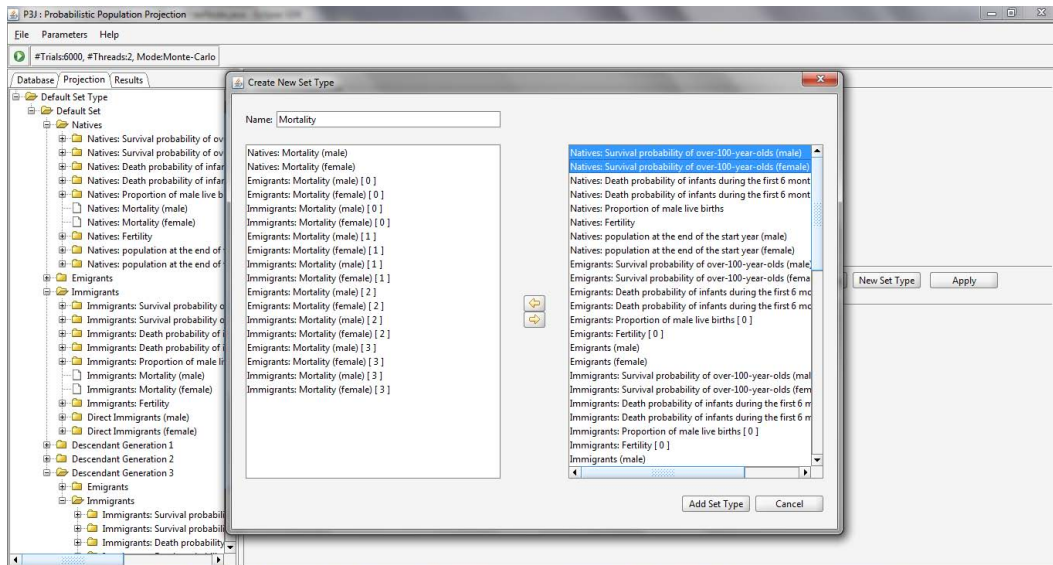 P3J : Probabilistic Population Projection
File Parameters Help
#Trials:6000, #Threads:2, Mode:Monte-Carlo
Database Projection Results
Default Set Type
Default Set
Natives
Natives: Survival probability of ov
Natives: Survival probability of ov
Natives: Death probability of infar
Natives: Death probability of infar
Natives: Proportion of male live b
Natives: Mortality (male)
Natives: Mortality (female)
Natives: Fertility
Natives: population at the end of
Natives: population at the end of
Emigrants
Immigrants
Immigrants: Survival probability o
Immigrants: Survival probability o
Immigrants: Death probability of i
Immigrants: Death probability of i
Immigrants: Proportion of male li
Immigrants: Mortality (male)
Immigrants: Mortality (female)
Immigrants: Fertility
Direct Immigrants (male)
Direct Immigrants (female)
Descendant Generation 1
Descendant Generation 2
Descendant Generation 3
Emigrants
Immigrants
Immigrants: Survival probabili
Immigrants: Survival probabili
Immigrants: Death probability
Create New Set Type
Name: Mortality
Natives: Mortality (male)
Natives: Mortality (female)
Emigrants: Mortality (male) [ 0 ]
Emigrants: Mortality (female) [ 0 ]
Immigrants: Mortality (male) [ 0 ]
Immigrants: Mortality (female) [ 0 ]
Emigrants: Mortality (male) [ 1 ]
Emigrants: Mortality (female) [ 1 ]
Immigrants: Mortality (male) [ 1 ]
Immigrants: Mortality (female) [ 1 ]
Emigrants: Mortality (male) [ 2 ]
Emigrants: Mortality (female) [ 2 ]
Immigrants: Mortality (male) [ 2 ]
Immigrants: Mortality (female) [ 2 ]
Emigrants: Mortality (male) [ 3 ]
Emigrants: Mortality (female) [ 3 ]
Immigrants: Mortality (male) [ 3 ]
Immigrants: Mortality (female) [ 3 ]
Natives: Survival probability of over-100-year-olds (male)
Natives: Survival probability of over-100-year-olds (female)
Natives: Death probability of infants during the first 6 mont
Natives: Death probability of infants during the first 6 mont
Natives: Proportion of male live births
Natives: Fertility
Natives: population at the end of the start year (male)
Natives: population at the end of the start year (female)
Emigrants: Survival probability of over-100-year-olds (male)
Emigrants: Survival probability of over-100-year-olds (fema
Emigrants: Death probability of infants during the first 6 mo
Emigrants: Death probability of infants during the first 6 mo
Emigrants: Proportion of male live births [ 0 ]
Emigrants: Fertility [ 0 ]
Emigrants (male)
Emigrants (female)
Immigrants: Survival probability of over-100-year-olds (mal
Immigrants: Survival probability of over-100-year-olds (fem
Immigrants: Death probability of infants during the first 6 m
Immigrants: Death probability of infants during the first 6 m
Immigrants: Proportion of male live births [ 0 ]
Immigrants: Fertility [ 0 ]
Immigrants (male)
Add Set Type Cancel
New Set Type Apply